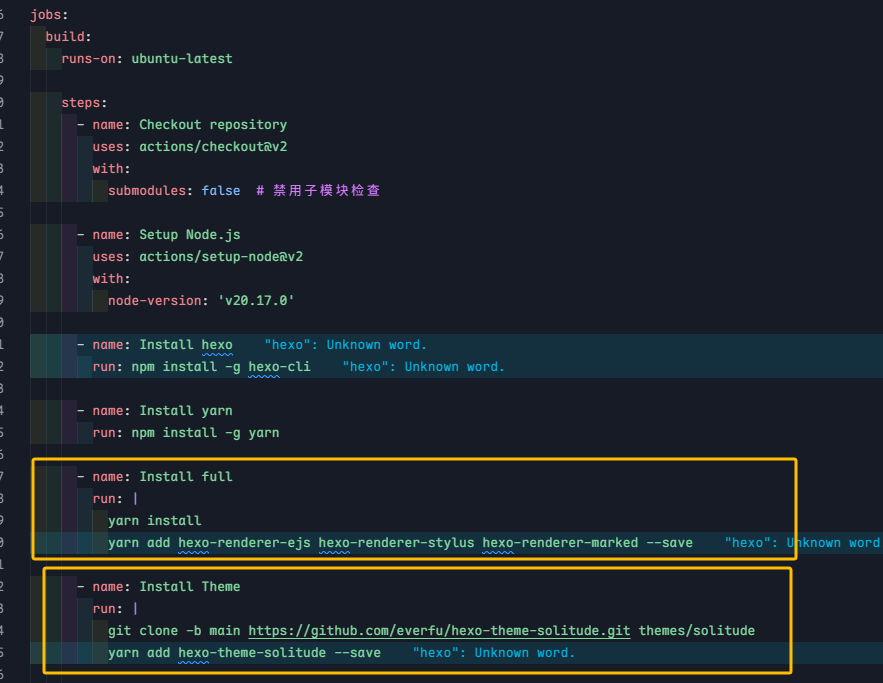 6 jobs:
7 build:
8 runs-on: ubuntu-latest
9
0 steps:
1 - name: Checkout repository
2 uses: actions/checkout@v2
3 with:
4 submodules: false # 禁用子模块检查
5
6 - name: Setup Node.js
7 uses: actions/setup-node@v2
8 with:
9 node-version: 'v20.17.0'
0
1 - name: Install hexo "hexo": Unknown word.
2 run: npm install -g hexo-cli "hexo": Unknown word.
3
4 - name: Install yarn
5 run: npm install -g yarn
6
7 - name: Install full
8 run: |
9 yarn install
0 yarn add hexo-renderer-ejs hexo-renderer-stylus hexo-renderer-marked --save "hexo": Unknown word
1
2 - name: Install Theme
3 run: |
4 git clone -b main https://github.com/everfu/hexo-theme-solitude.git themes/solitude
5 yarn add hexo-theme-solitude --save "hexo": Unknown word.
6